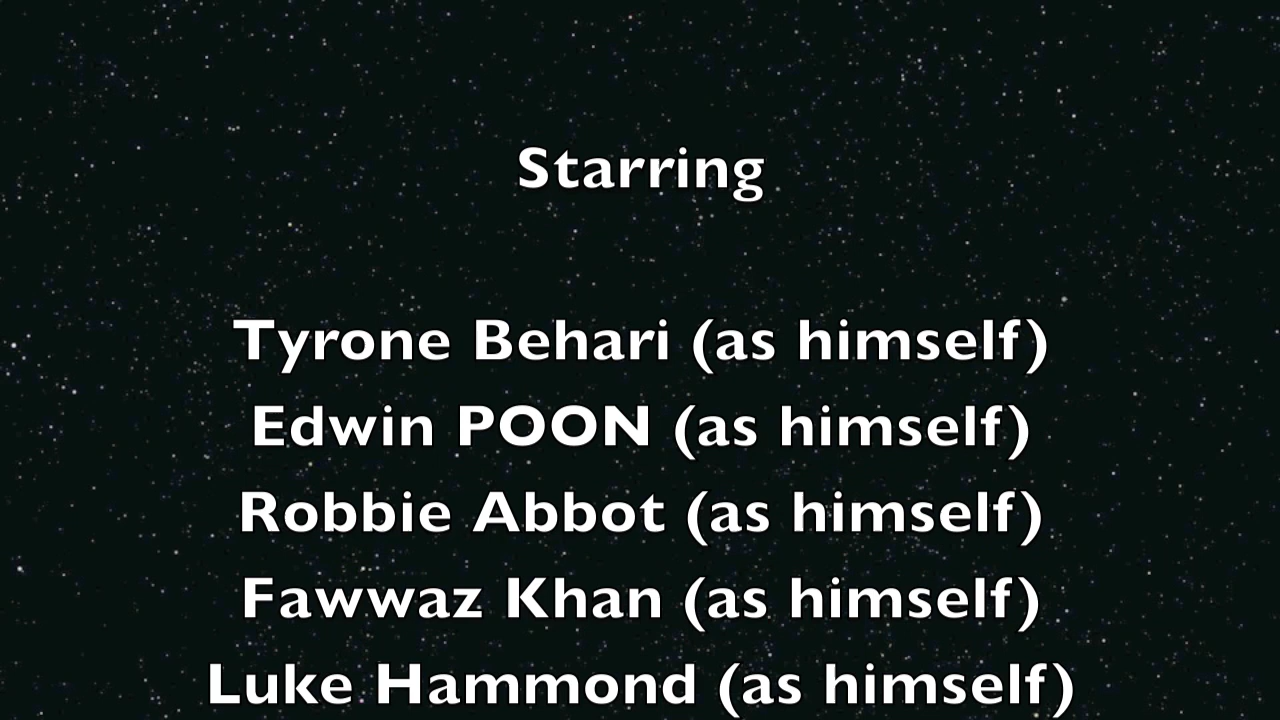 Starring
Tyrone Behari (as himself)
Edwin POON (as himself)
Robbie Abbot (as himself)
Fawwaz Khan (as himself)
Luke Hammond (as himself)